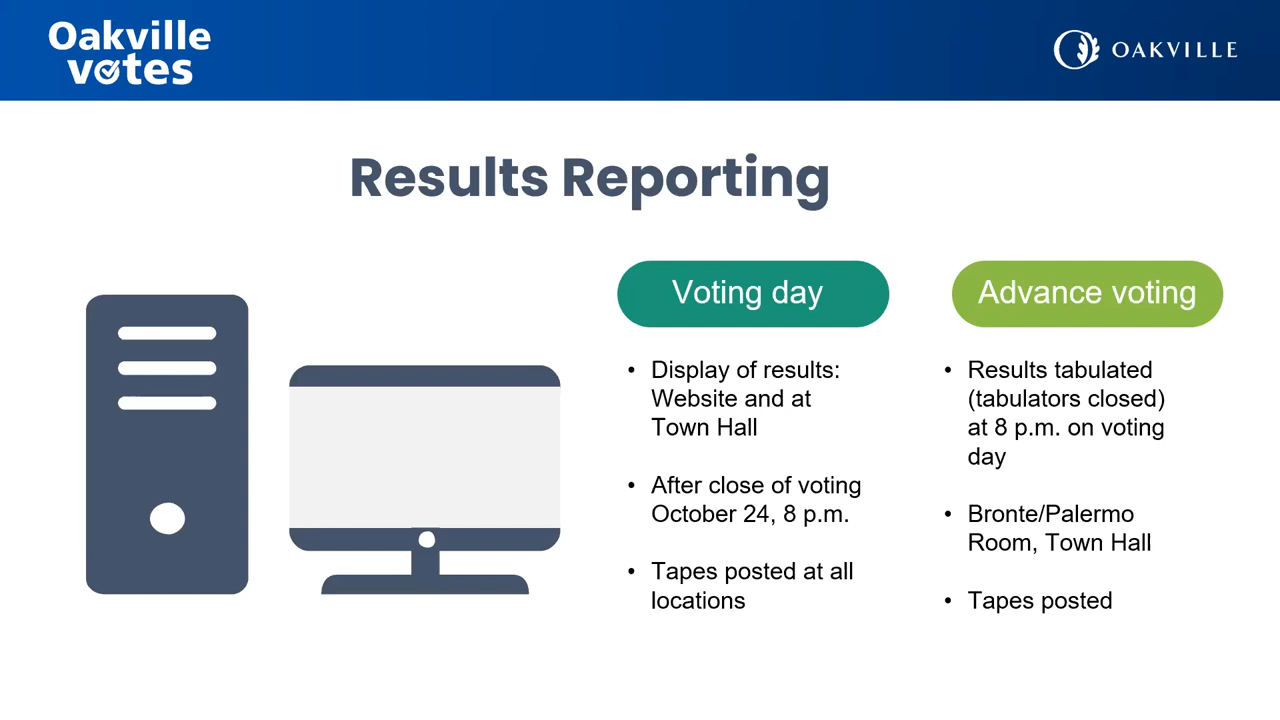 Oakville
votes
OAKVILLE
Results Reporting
Voting day
• Display of results:
Website and at
Town Hall
• After close of voting
October 24, 8 p.m.
• Tapes posted at all
locations
Advance voting
• Results tabulated
(tabulators closed)
at 8 p.m. on voting
day
• Bronte/Palermo
Room, Town Hall
• Tapes posted